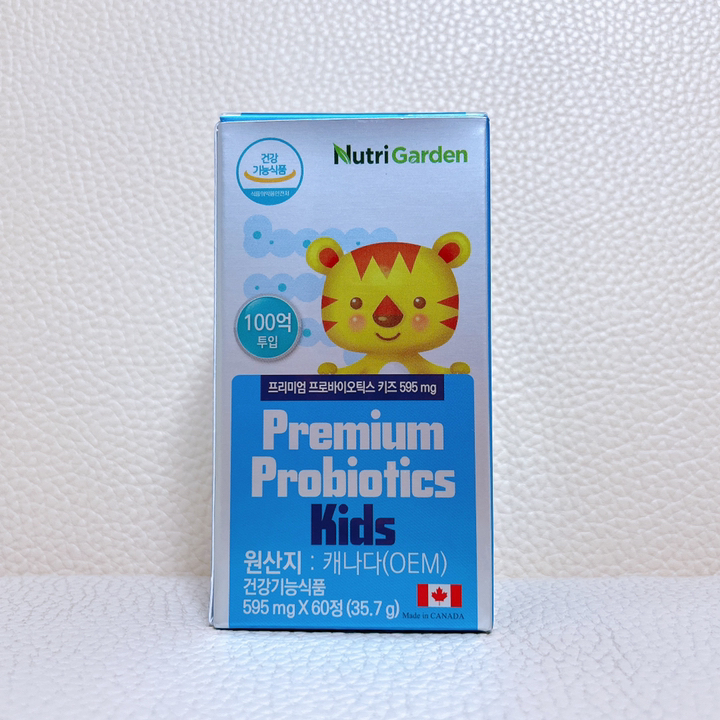 건강
기능식품
식품의약품안전처
NutriGarden
100억
투입
프리미엄 프로바이오틱스 키즈 595 mg
Premium
Probiotics
Kids
원산지 : 캐나다(OEM)
건강기능식품
595 mg X 60정 (35.7 g)
Made in CANADA